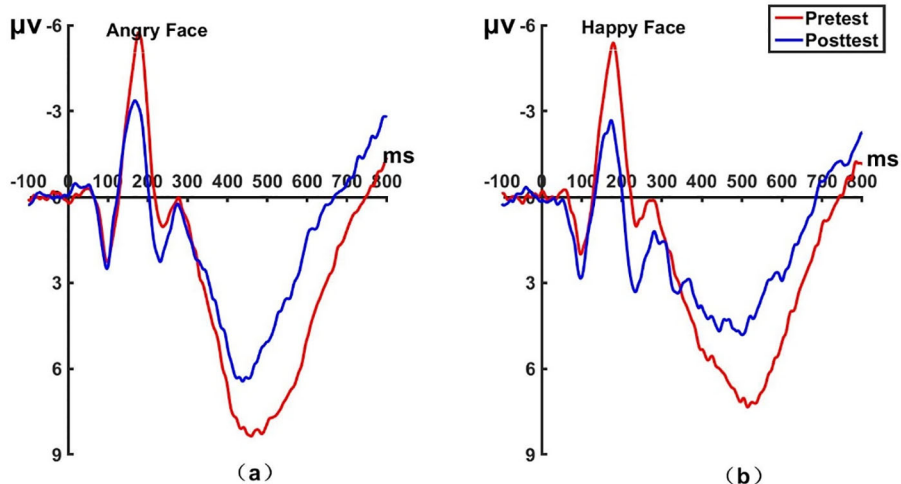 μv
-6
Angry Face
-3
ms
-100 0 100 200 300 400 500 600 700 800
0
3
6
9
（a）
μv
-6
Happy Face
-3
ms
-100 0 100 200 300 400 500 600 700 800
0
3
6
9
（b）
Pretest
Posttest